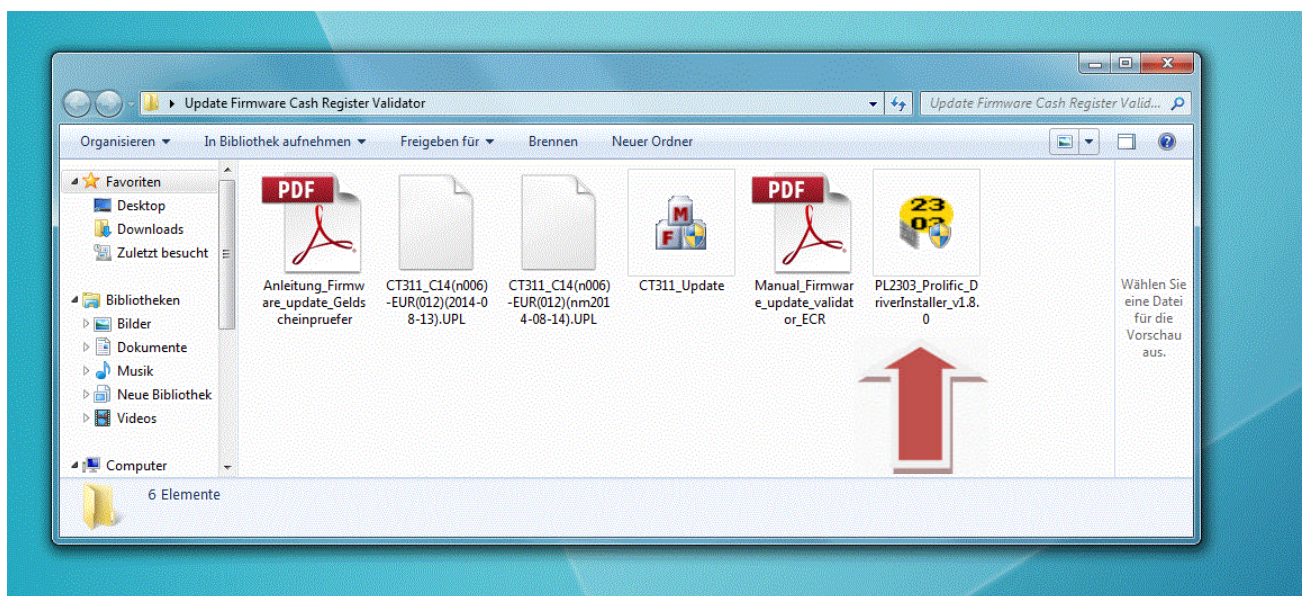 Update Firmware Cash Register Validator
Update Firmware Cash Register Valid...
Organisieren
In Bibliothek aufnehmen
Freigeben für
Brennen
Neuer Ordner
Favoriten
Desktop
Downloads
Zuletzt besucht
Bibliotheken
Bilder
Dokumente
Musik
Neue Bibliothek
Videos
Computer
PDF
Anleitung_Firmw
are_update_Gelds
cheinpruefer
CT311_C14(n006)
-EUR(012)(2014-0
8-13).UPL
CT311_C14(n006)
-EUR(012)(nm201
4-08-14).UPL
M
F
CT311_Update
PDF
Manual_Firmwar
e_update_validat
or_ECR
23
03
PL2303_Prolific_D
riverInstaller_v1.8.
0
Wählen Sie
eine Datei
für die
Vorschau
aus.
6 Elemente